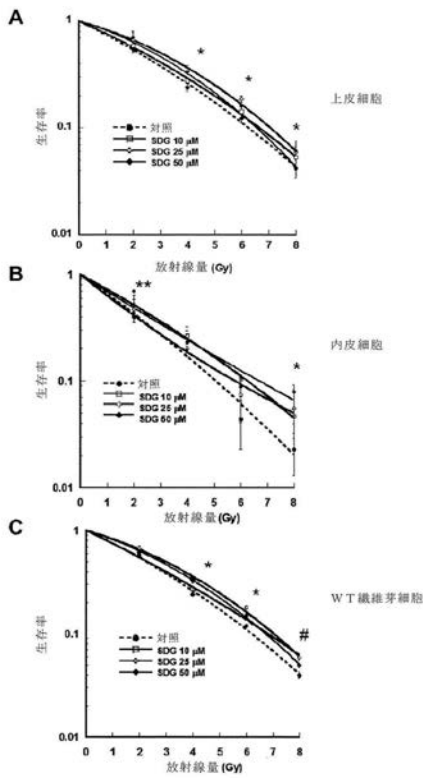 A
1
*
*
0.1
*
上皮細胞
生存率
対照
SDG 10 µM
SDG 25 µM
SDG 50 µM
0.01
0 1 2 3 4 5 6 7 8
放射線量 (Gy)
B
1
**
内皮細胞
生存率
*
0.1
対照
SDG 10 µM
SDG 25 µM
SDG 50 µM
0.01
0 1 2 3 4 5 6 7 8
放射線量(Gy)
C
1
*
*
WT繊維芽細胞
生存率
#
0.1
対照
SDG 10 µM
SDG 25 µM
SDG 50 µM
0.01
0 1 2 3 4 5 6 7 8
放射線量(Gy)